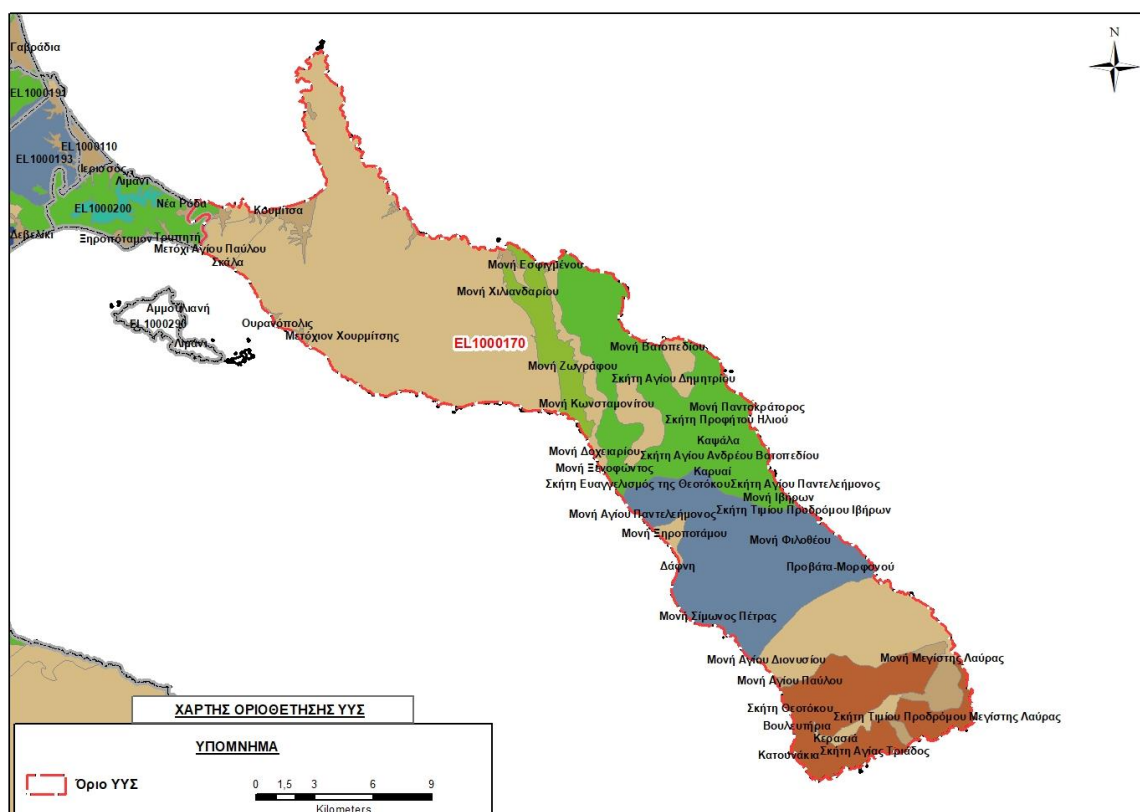 N
Γαβράδια
EL1000191
EL1000110
EL1000193
Ιερισσός
Λιμάνι
Νέα Ρόδα
EL1000200
Κουμίτσα
Δεβελίκι
Ξηροπόταμον
Τρυπητή
Μετόχι Αγίου Παύλου
Σκάλα
Μονή Εσφιγμένου
Μονή Χιλιανδαρίου
Αμμουλιανή
EL1000290
Λιμάνι
Ουρανόπολις
Μετόχιον Χουρμίτσης
EL1000170
Μονή Βατοπεδίου
Μονή Ζωγράφου
Σκήτη Αγίου Δημητρίου
Μονή Κωνσταμονίτου
Μονή Παντοκράτορος
Σκήτη Προφήτου Ηλιού
Καψάλα
Μονή Δοχειαρίου
Σκήτη Αγίου Ανδρέου Βατοπεδίου
Μονή Ξενοφώντος
Καρυαί
Σκήτη Ευαγγελισμός της Θεοτόκου
Σκήτη Αγίου Παντελεήμονος
Μονή Ιβήρων
Μονή Αγίου Παντελεήμονος
Σκήτη Τιμίου Προδρόμου Ιβήρων
Μονή Ξηροποτάμου
Μονή Φιλοθέου
Δάφνη
Προβάτα-Μορφονού
Μονή Σίμωνος Πέτρας
Μονή Αγίου Διονυσίου
Μονή Μεγίστης Λαύρας
Μονή Αγίου Παύλου
Σκήτη Θεοτόκου
Σκήτη Τιμίου Προδρόμου Μεγίστης Λαύρας
Βουλευτήρια
Κερασιά
Κατουνάκια
Σκήτη Αγίας Τριάδος
ΧΑΡΤΗΣ ΟΡΙΟΘΕΤΗΣΗΣ ΥΥΣ
ΥΠΟΜΝΗΜΑ
Όριο ΥΥΣ
0 1,5 3 6 9
Kilometers